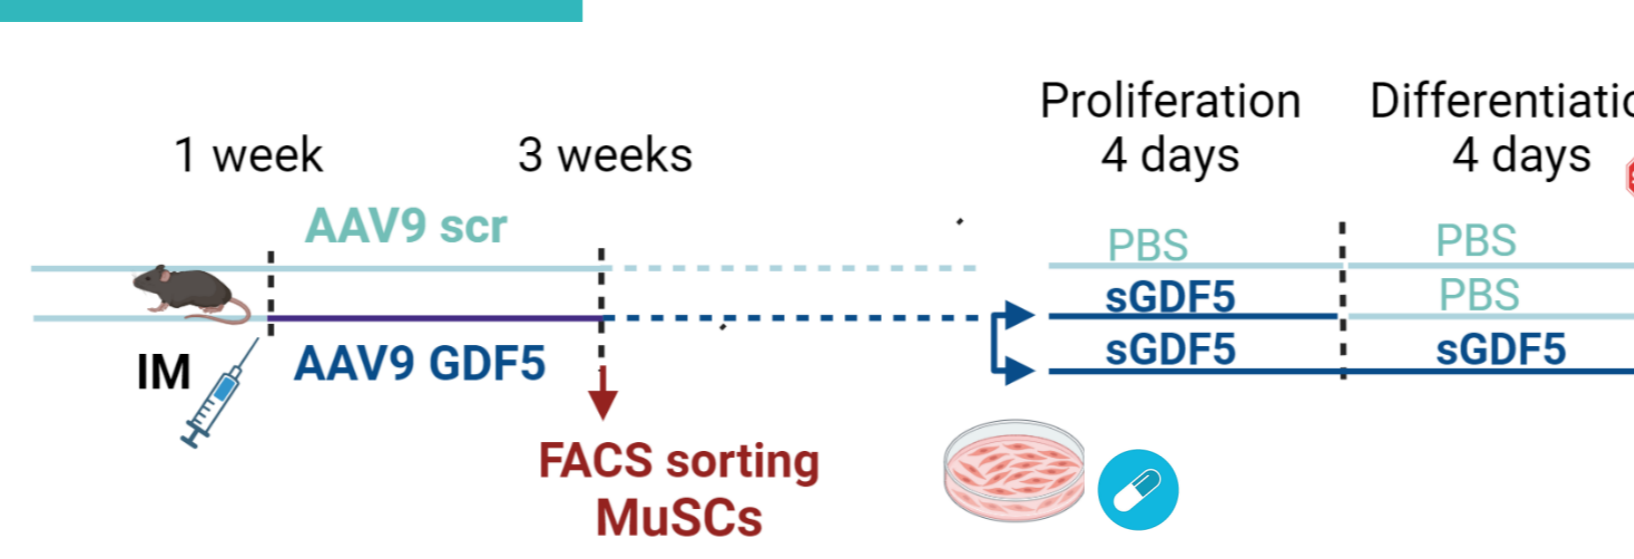 Proliferation
4 days
Differentiatio
4 days
1 week
3 weeks
AAV9 scr
IM
AAV9 GDF5
FACS sorting
MuSCs
PBS
PBS
sGDF5
PBS
sGDF5
sGDF5